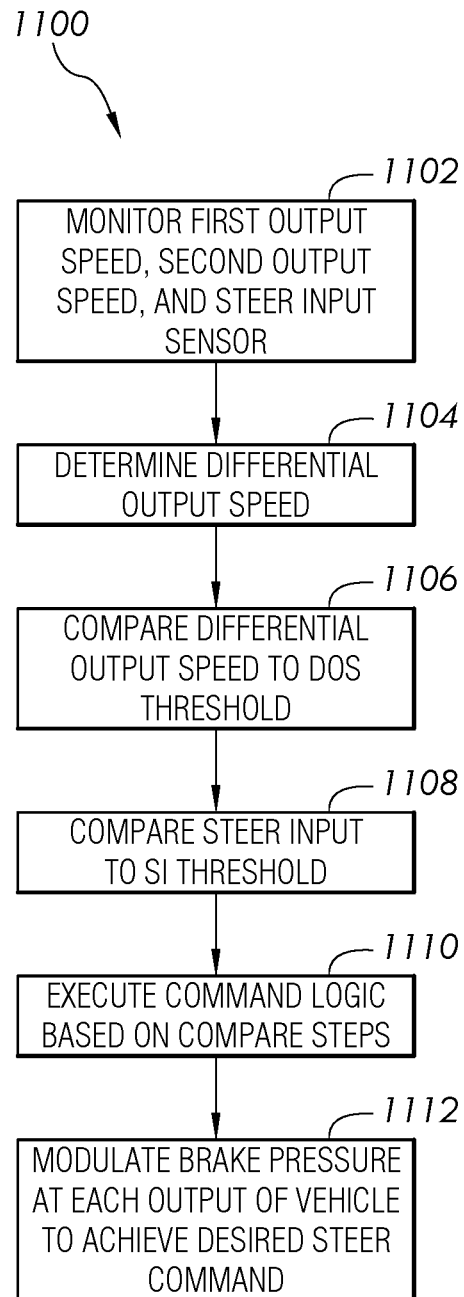 1100
1102
MONITOR FIRST OUTPUT
SPEED, SECOND OUTPUT
SPEED, AND STEER INPUT
SENSOR
1104
DETERMINE DIFFERENTIAL
OUTPUT SPEED
1106
COMPARE DIFFERENTIAL
OUTPUT SPEED TO DOS
THRESHOLD
1108
COMPARE STEER INPUT
TO SI THRESHOLD
1110
EXECUTE COMMAND LOGIC
BASED ON COMPARE STEPS
1112
MODULATE BRAKE PRESSURE
AT EACH OUTPUT OF VEHICLE
TO ACHIEVE DESIRED STEER
COMMAND